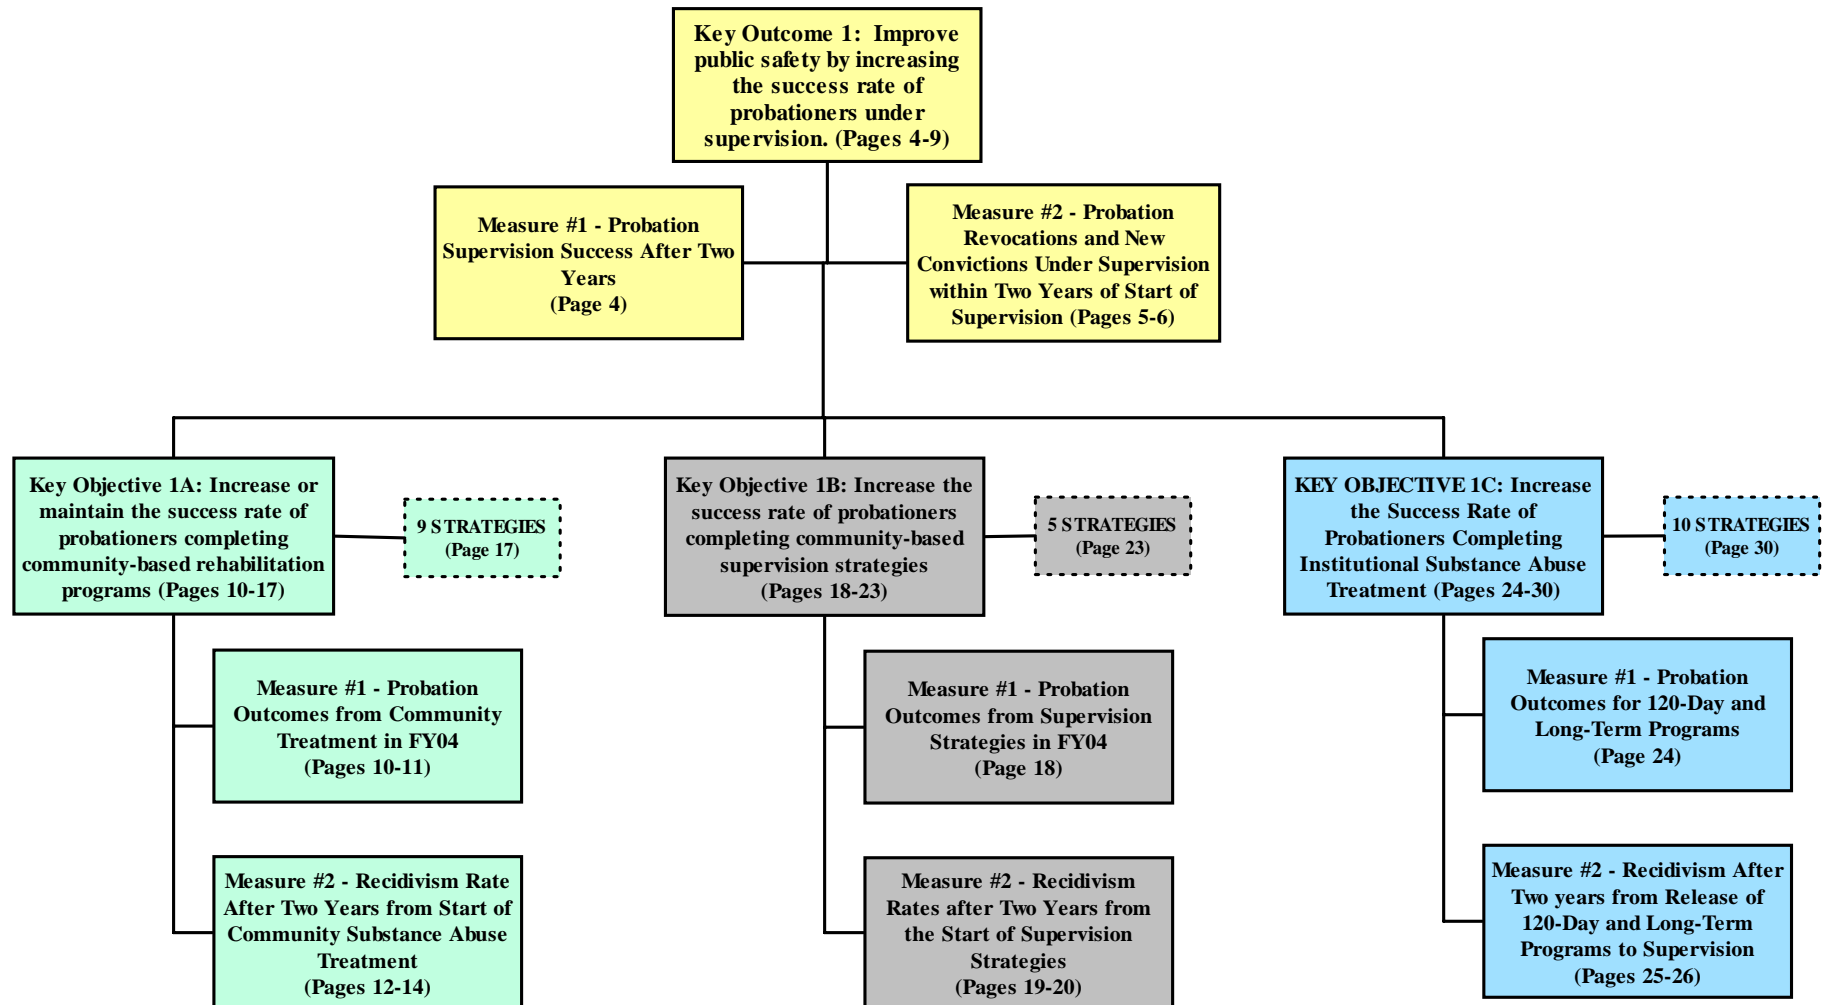 Key Outcome 1: Improve
public safety by increasing
the success rate of
probationers under
supervision. (Pages 4-9)
Measure #1 - Probation
Supervision Success After Two
Years
(Page 4)
Measure #2 - Probation
Revocations and New
Convictions Under Supervision
within Two Years of Start of
Supervision (Pages 5-6)
Key Objective 1A: Increase or
maintain the success rate of
probationers completing
community-based rehabilitation
programs (Pages 10-17)
9 STRATEGIES
(Page 17)
Key Objective 1B: Increase the
success rate of probationers
completing community-based
supervision strategies
(Pages 18-23)
5 STRATEGIES
(Page 23)
KEY OBJECTIVE 1C: Increase
the Success Rate of
Probationers Completing
Institutional Substance Abuse
Treatment (Pages 24-30)
10 STRATEGIES
(Page 30)
Measure #1 - Probation
Outcomes from Community
Treatment in FY04
(Pages 10-11)
Measure #1 - Probation
Outcomes from Supervision
Strategies in FY04
(Page 18)
Measure #1 - Probation
Outcomes for 120-Day and
Long-Term Programs
(Page 24)
Measure #2 - Recidivism Rate
After Two Years from Start of
Community Substance Abuse
Treatment
(Pages 12-14)
Measure #2 - Recidivism
Rates after Two Years from
the Start of Supervision
Strategies
(Pages 19-20)
Measure #2 - Recidivism After
Two years from Release of
120-Day and Long-Term
Programs to Supervision
(Pages 25-26)